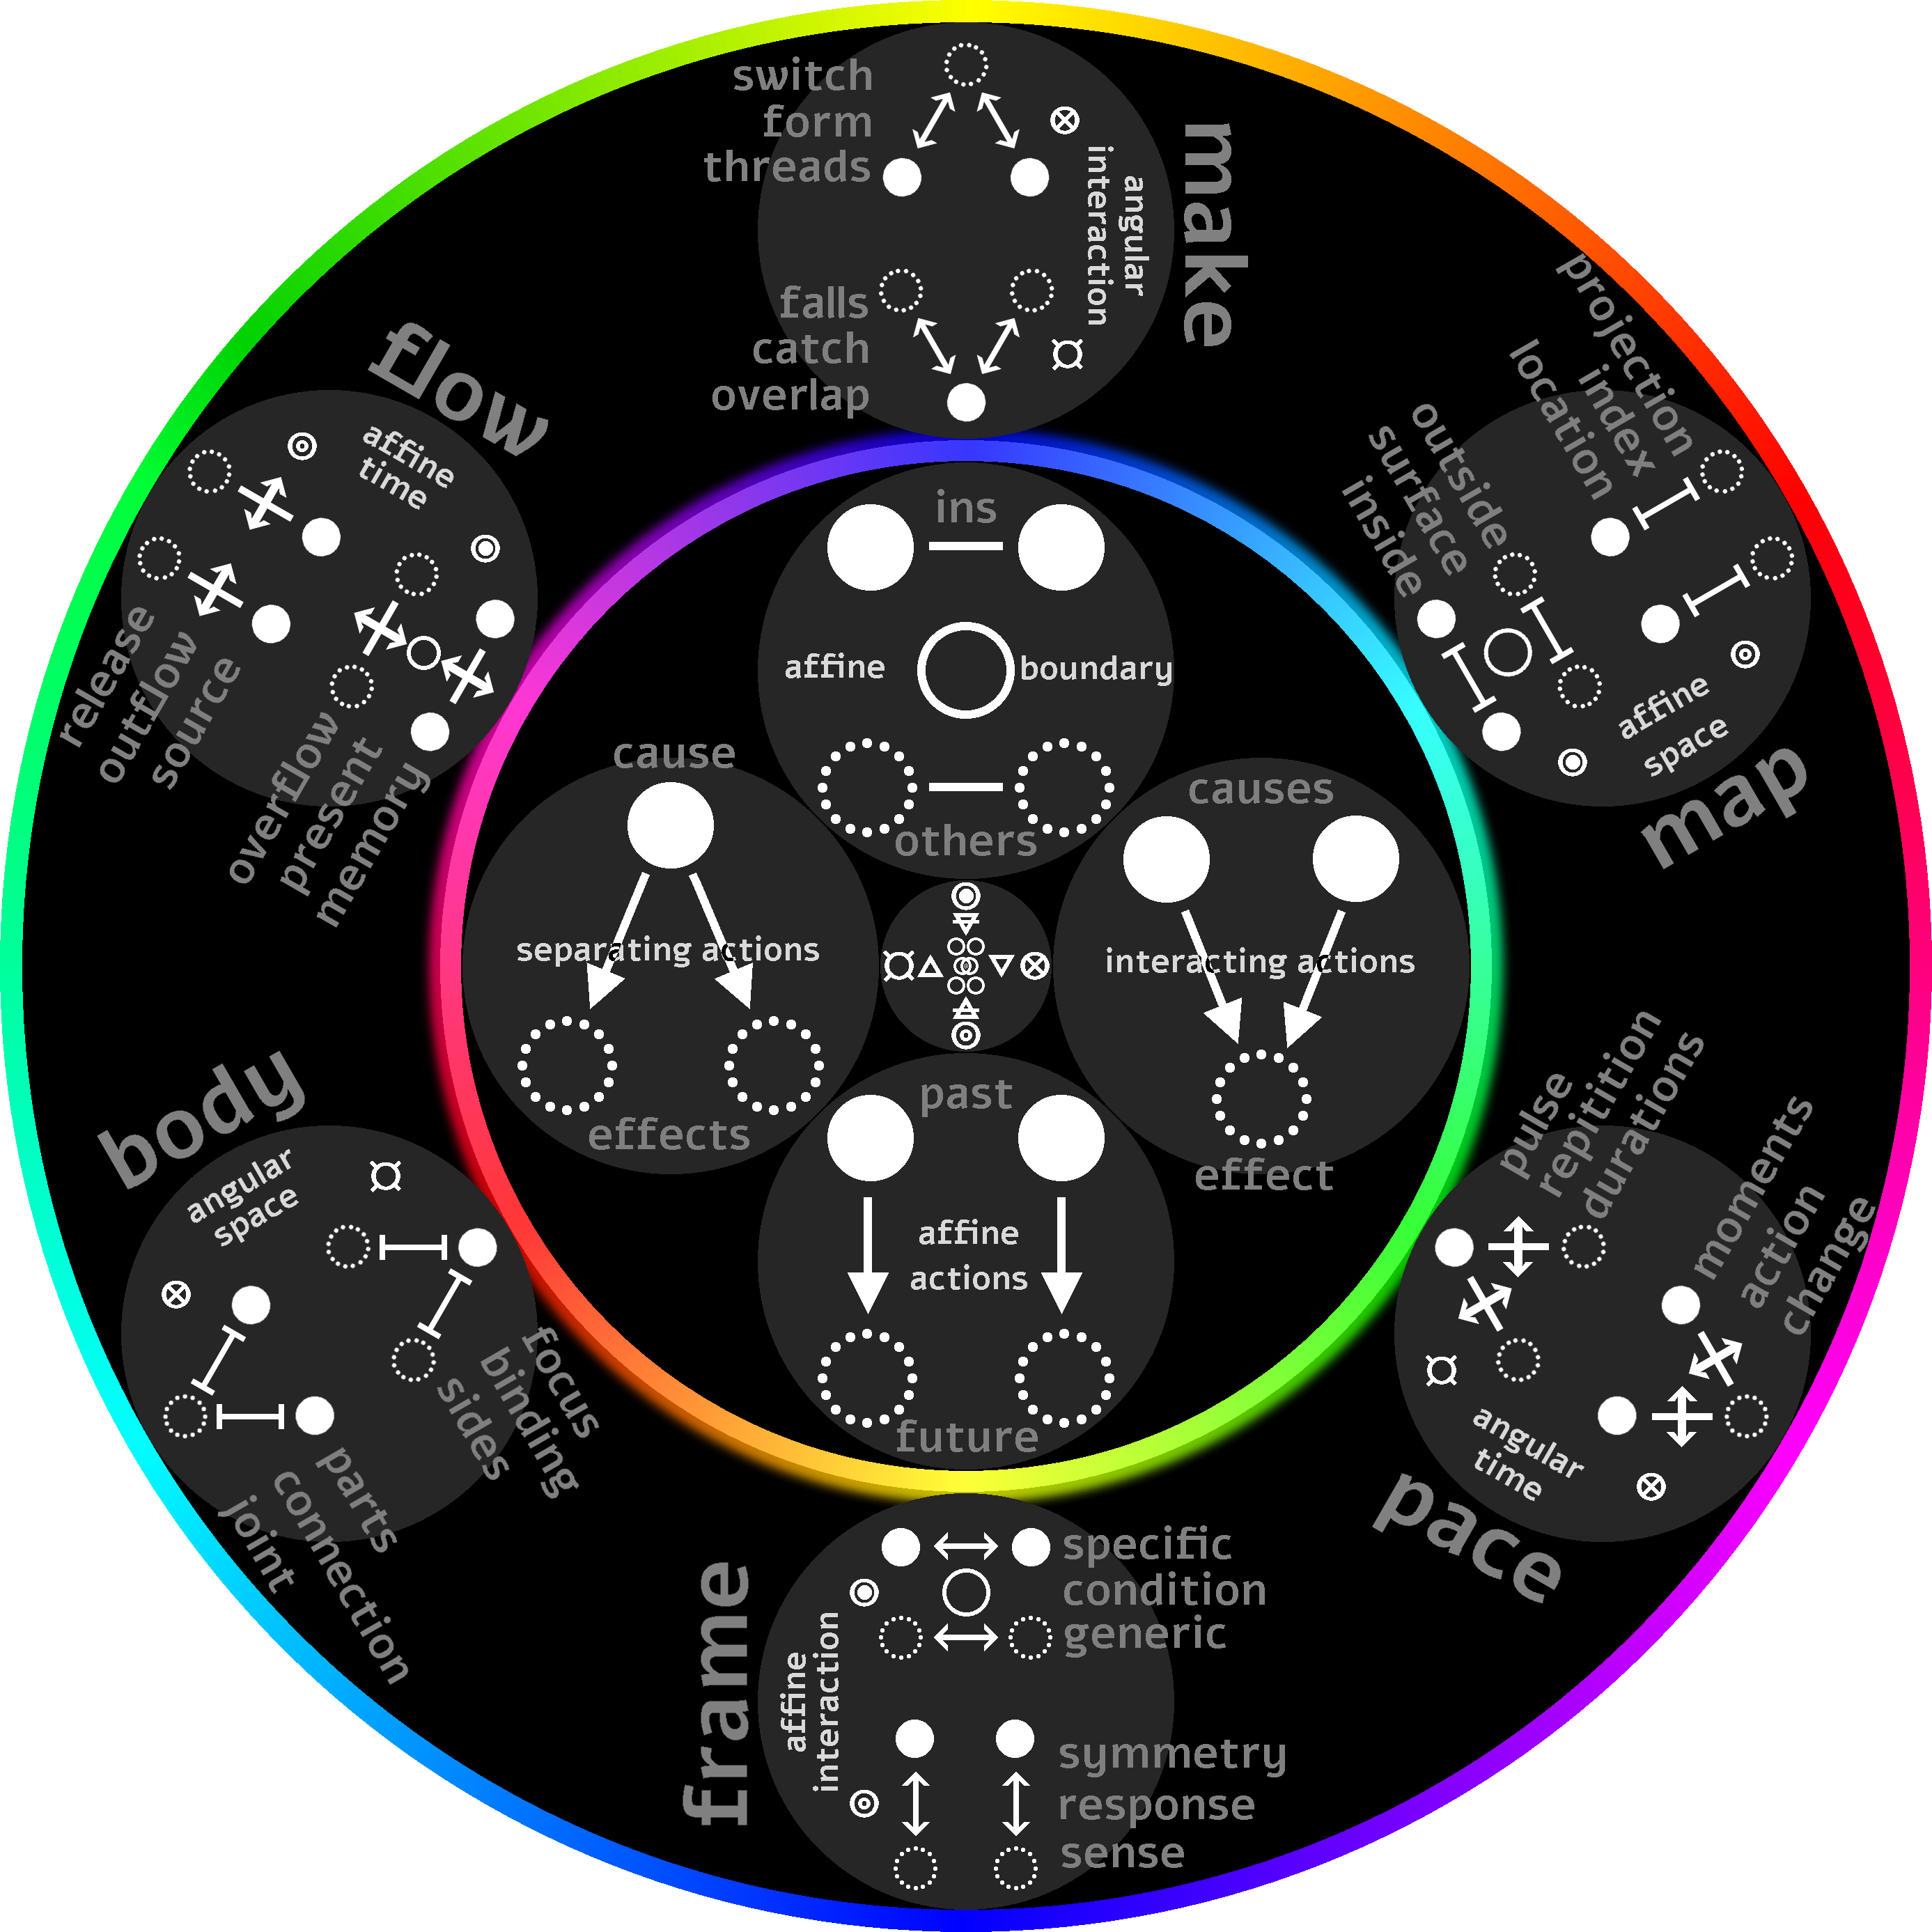 switch
form
threads
angular
interaction
falls
catch
overlap
make
projection
index
location
outside
surface
inside
affine
space
map
pulse
repitition
durations
moments
action
change
angular
time
pace
specific
condition
generic
affine
interaction
symmetry
response
sense
frame
body
angular
space
focus
binding
sides
parts
connection
joint
flow
affine
time
release
outflow
source
overflow
present
memory
ins
affine boundary
others
cause
separating actions
effects
causes
interacting actions
effect
past
affine
actions
future